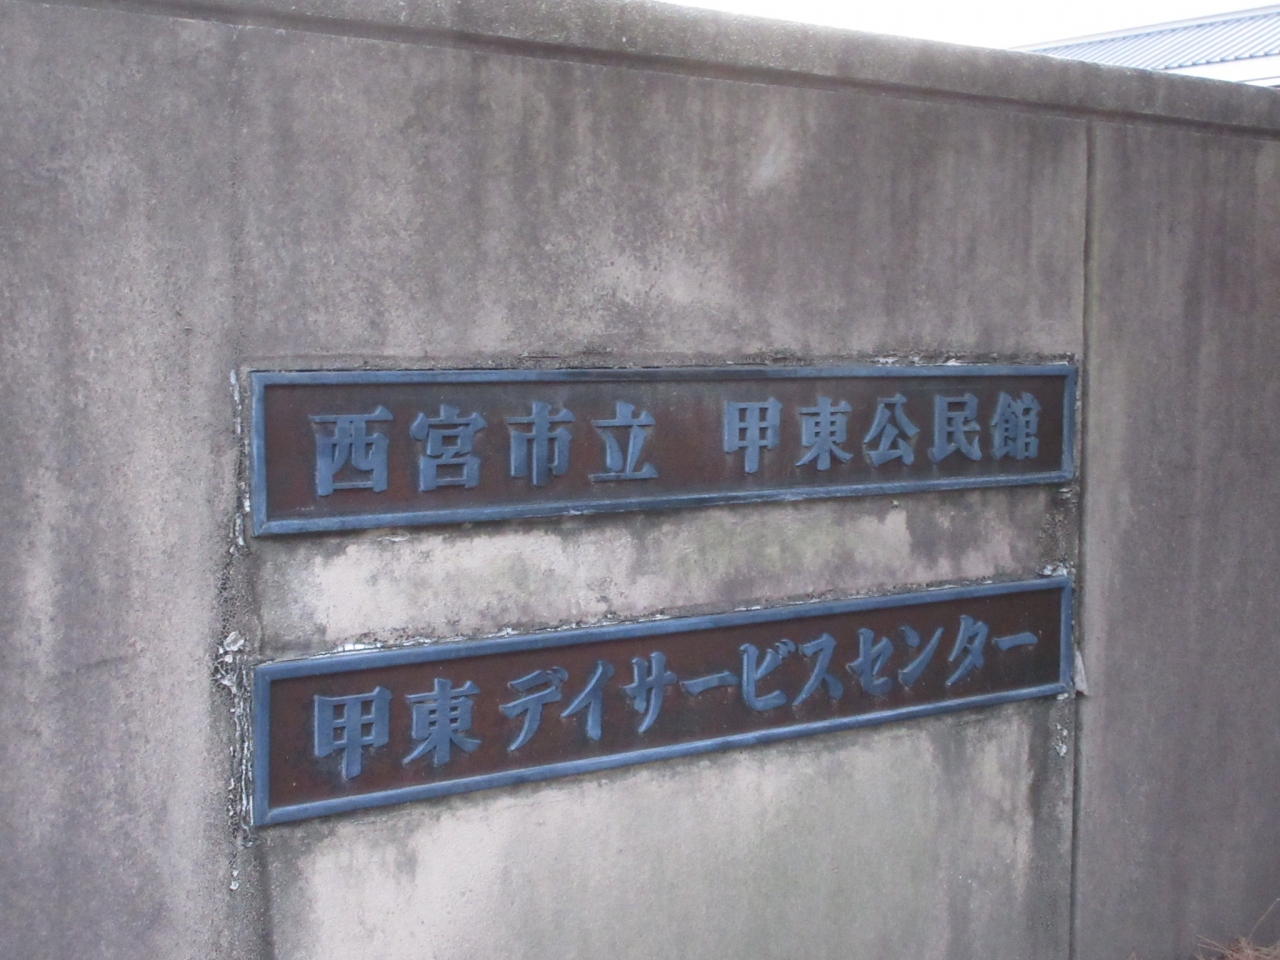 西宮市立 甲東公民館
甲東デイサービスセンター